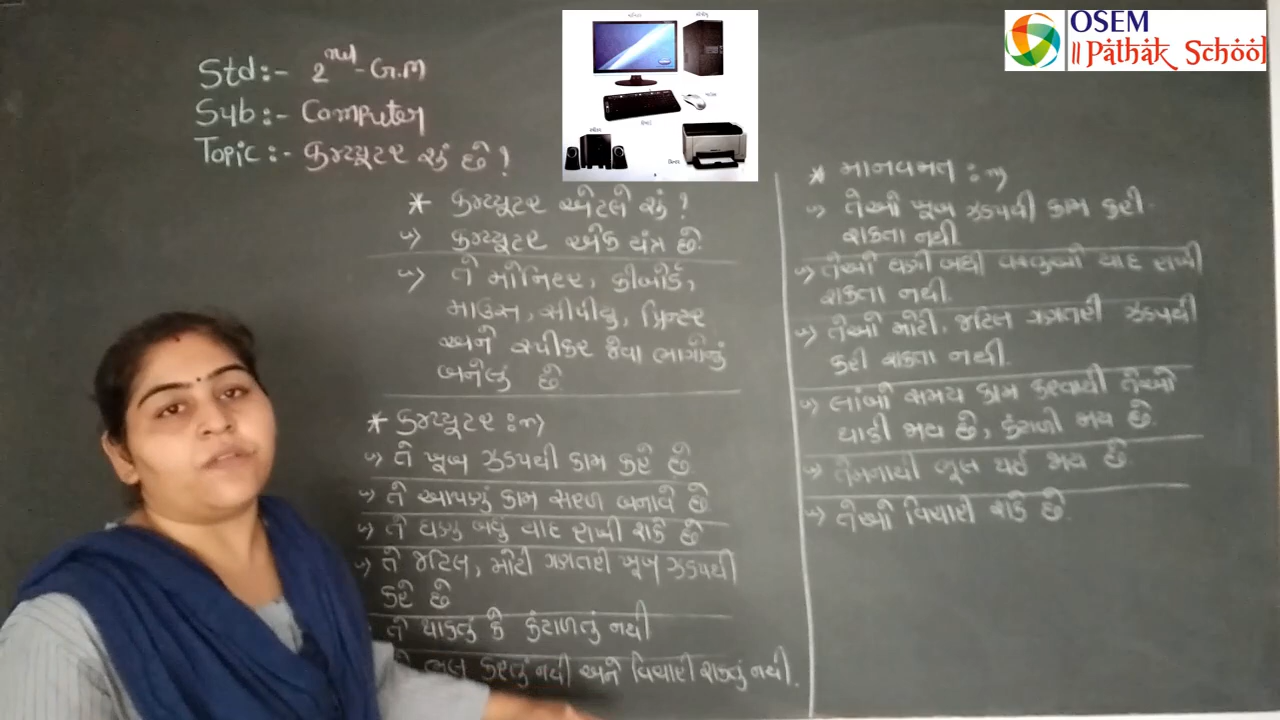 OSEM
॥ Pathak School
Std:- 2nd - G.M
Sub:- Computer
Topic:- કમ્પ્યૂટર શું છે ?
* કમ્પ્યૂટર એટલે શું ?
કમ્પ્યૂટર એક યંત્ર છે.
તે મોનિટર, કીબોર્ડ,
માઉસ, સીપીયુ, પ્રિન્ટર
અને સ્પીકર જેવા ભાગોનું
બનેલું છે
* કમ્પ્યૂટર :→
તે ખૂબ ઝડપથી કામ કરે છે.
તે આપણું કામ સરળ બનાવે છે
તે ઘણુ બધુ યાદ રાખી શકે છે
તે જટિલ, મોટી ગણતરી ખૂબ ઝડપથી
કરે છે
તે થાકતું કે કંટાળતું નથી
ભૂલ કરતું નથી અને વિચારી શકતું નથી.
* માનવમન :→
તેઓ ખૂબ ઝડપથી કામ કરી
શકતા નથી.
તેઓ ઘણી બધી વસ્તુઓ યાદ રાખી
શકતા નથી.
તેઓ મોટી, જટિલ ગણતરી ઝડપથી
કરી શકતા નથી.
લાંબો સમય કામ કરવાથી તેઓ
થાકી જાય છે, કંટાળી જાય છે.
તેમનાથી ભૂલ થઈ જાય છે.
તેઓ વિચારી શકે છે.